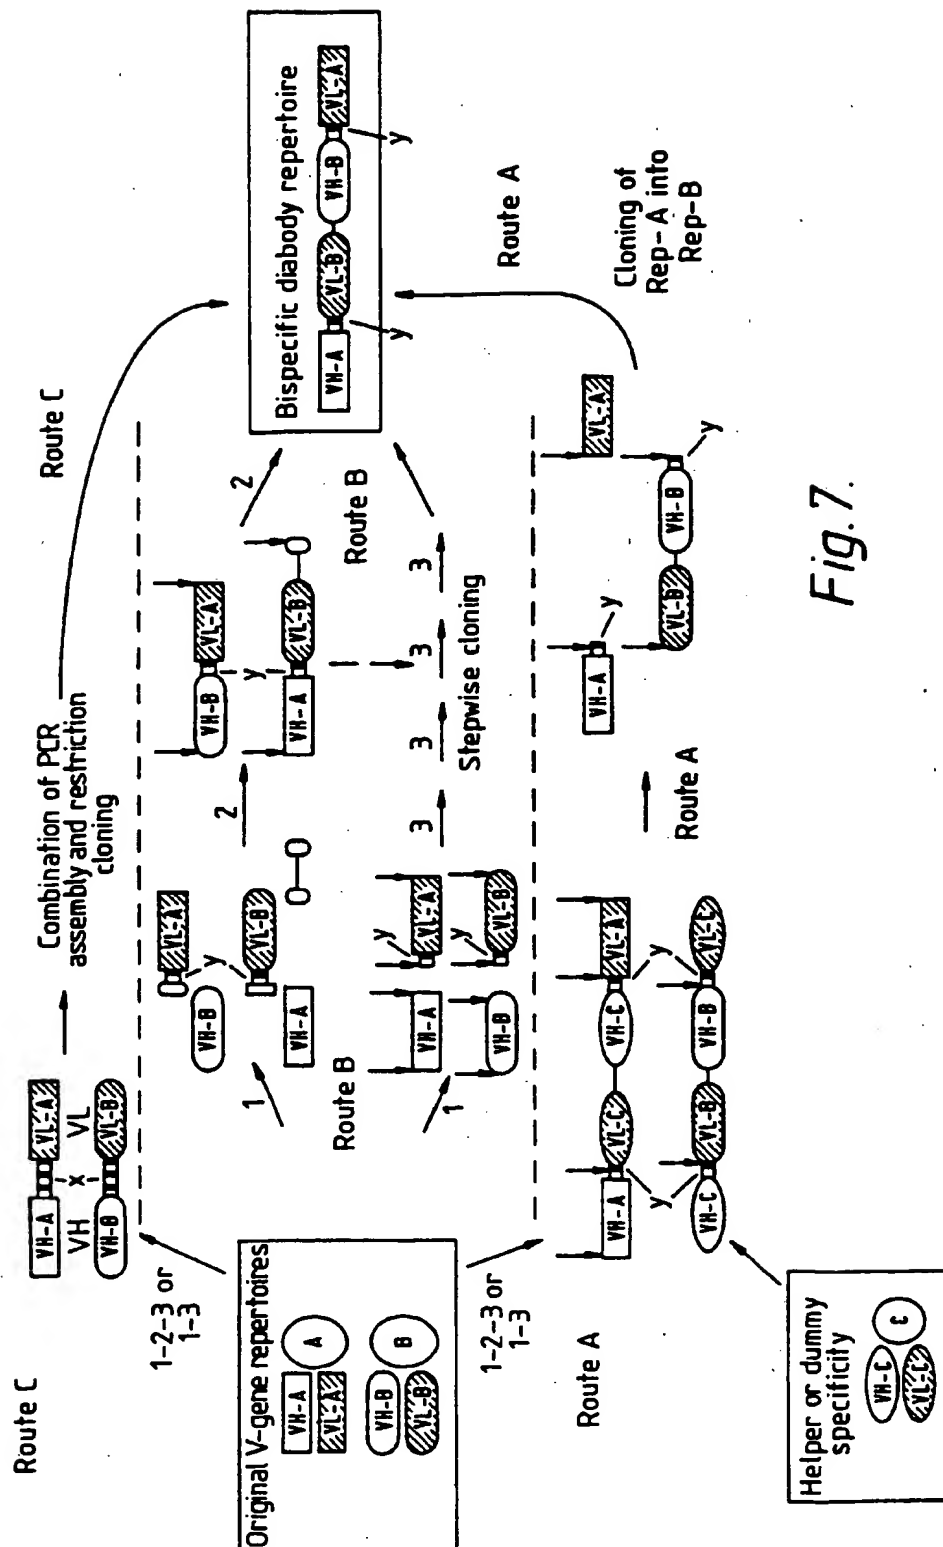 Route C
VH-A
VL-A
VH x VL
VH-B
VL-B
Combination of PCR
assembly and restriction
cloning
Route C
1-2-3 or
1-3
Original V-gene repertoires
VH-A
VL-A
A
VH-B
VL-B
B
1
Route B
1
VL-A
VH-B
y
VL-B
VH-A
2
VH-B
VL-A
y
VH-A
VL-B
2
Route B
VH-A
y
VL-A
VH-B
y
VL-B
3
3
3
3
Stepwise cloning
Bispecific diabody repertoire
VH-A
VL-B
VH-B
VL-A
y
y
Route A
1-2-3 or
1-3
Route A
VH-A
VL-C
VH-C
VL-A
y
y
VH-C
VL-B
VH-B
VL-C
Route A
VH-A
y
VL-A
VL-B
VH-B
y
Cloning of
Rep-A into
Rep-B
Helper or dummy
specificity
VH-C
VL-C
C
Fig. 7.